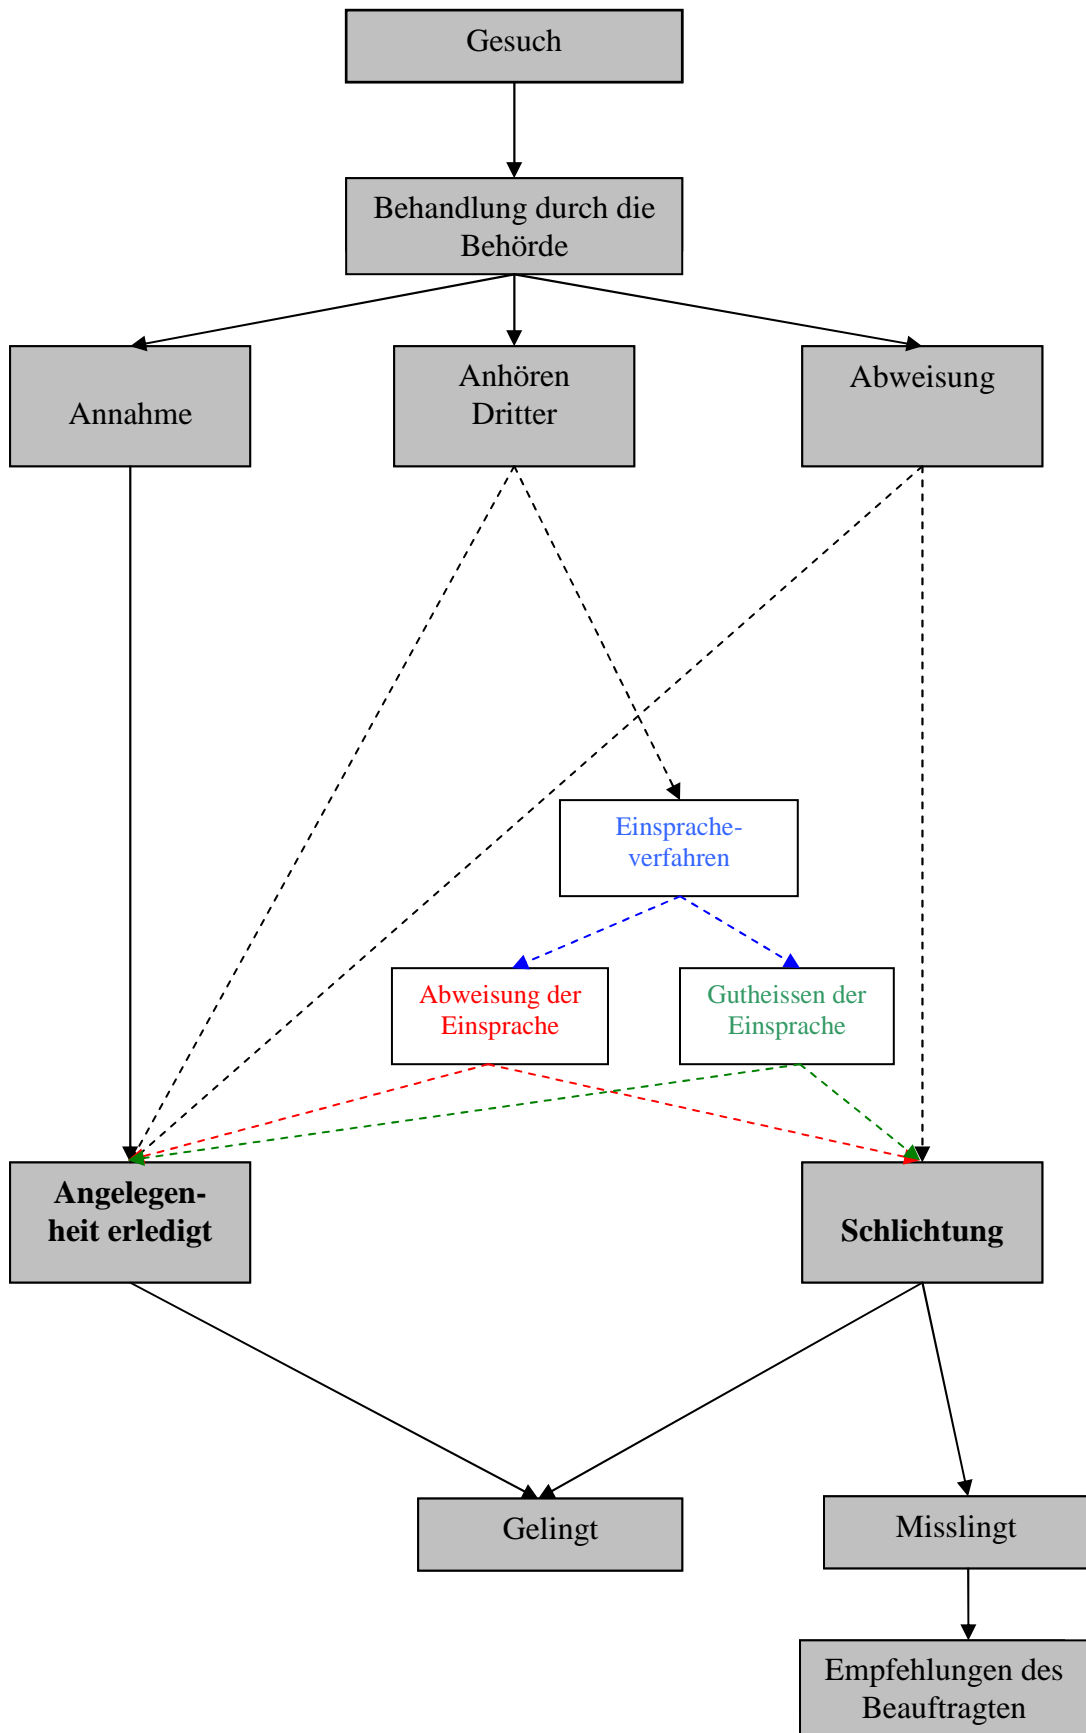 Gesuch
Behandlung durch die
Behörde
Annahme
Anhören
Dritter
Abweisung
Einsprache-
verfahren
Abweisung der
Einsprache
Gutheissen der
Einsprache
Angelegen-
heit erledigt
Schlichtung
Gelingt
Misslingt
Empfehlungen des
Beauftragten